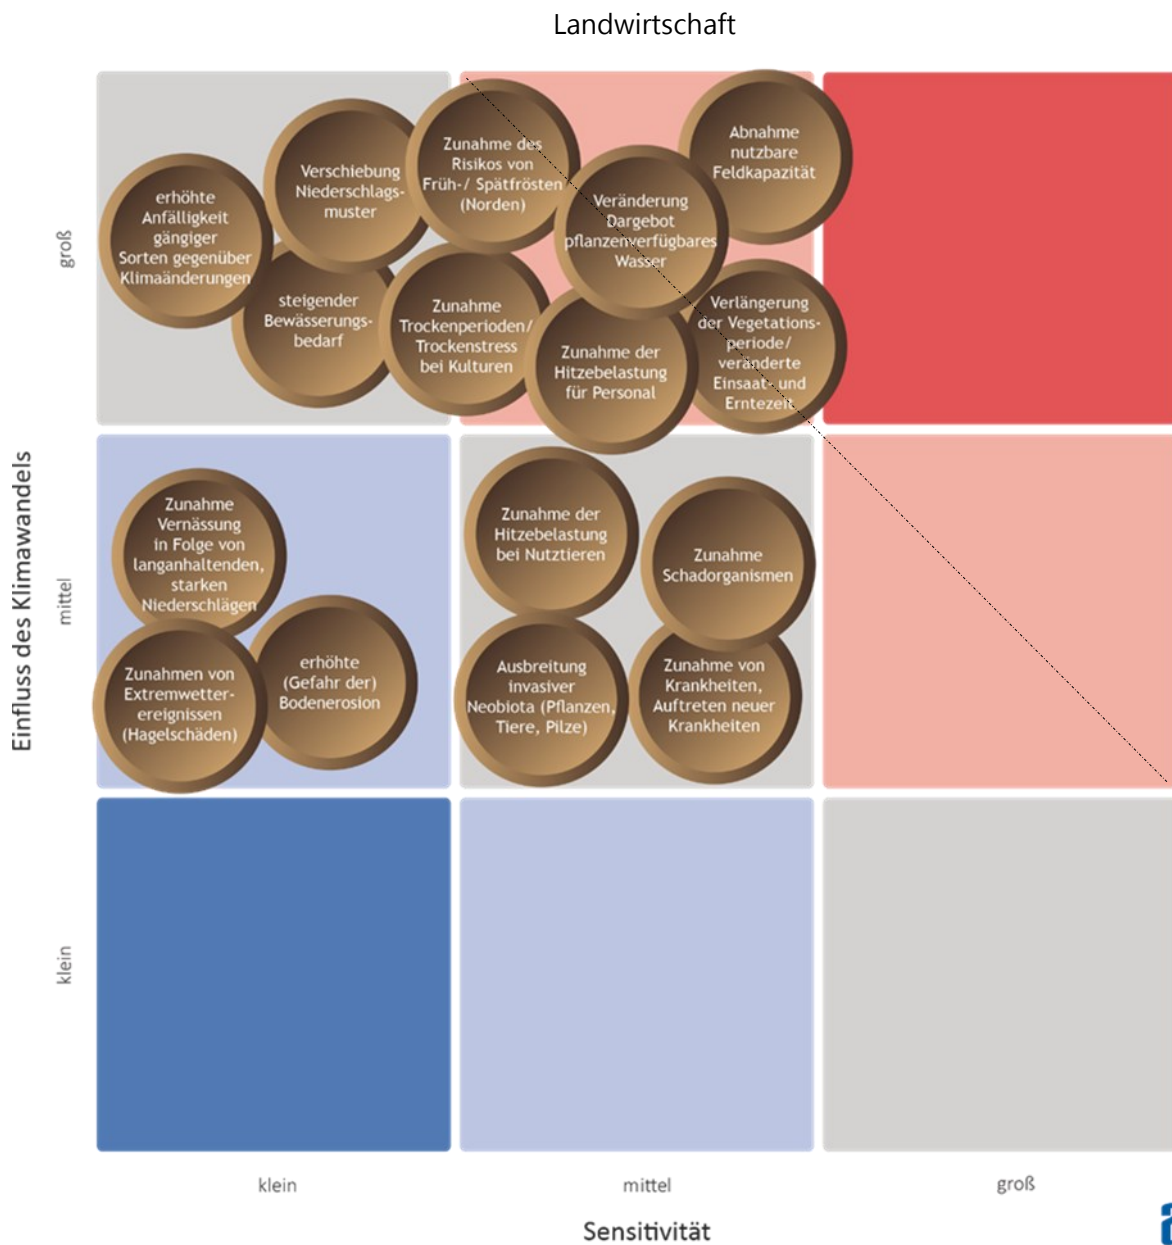 Landwirtschaft
Einfluss des Klimawandels
groß
mittel
klein
erhöhte
Anfälligkeit
gängiger
Sorten gegenüber
Klimaänderungen
Verschiebung
Niederschlags-
muster
steigender
Bewässerungs-
bedarf
Zunahme des
Risikos von
Früh-/ Spätfrösten
(Norden)
Zunahme
Trockenperioden/
Trockenstress
bei Kulturen
Veränderung
Dargebot
pflanzenverfügbares
Wasser
Abnahme
nutzbare
Feldkapazität
Zunahme der
Hitzebelastung
für Personal
Verlängerung
der Vegetations-
periode/
veränderte
Einsaat- und
Erntezeit
Zunahme
Vernässung
in Folge von
langanhaltenden,
starken
Niederschlägen
Zunahmen von
Extremwetter-
ereignissen
(Hagelschäden)
erhöhte
(Gefahr der)
Bodenerosion
Zunahme der
Hitzebelastung
bei Nutztieren
Zunahme
Schadorganismen
Ausbreitung
invasiver
Neobiota (Pflanzen,
Tiere, Pilze)
Zunahme von
Krankheiten,
Auftreten neuer
Krankheiten
klein
mittel
groß
Sensitivität